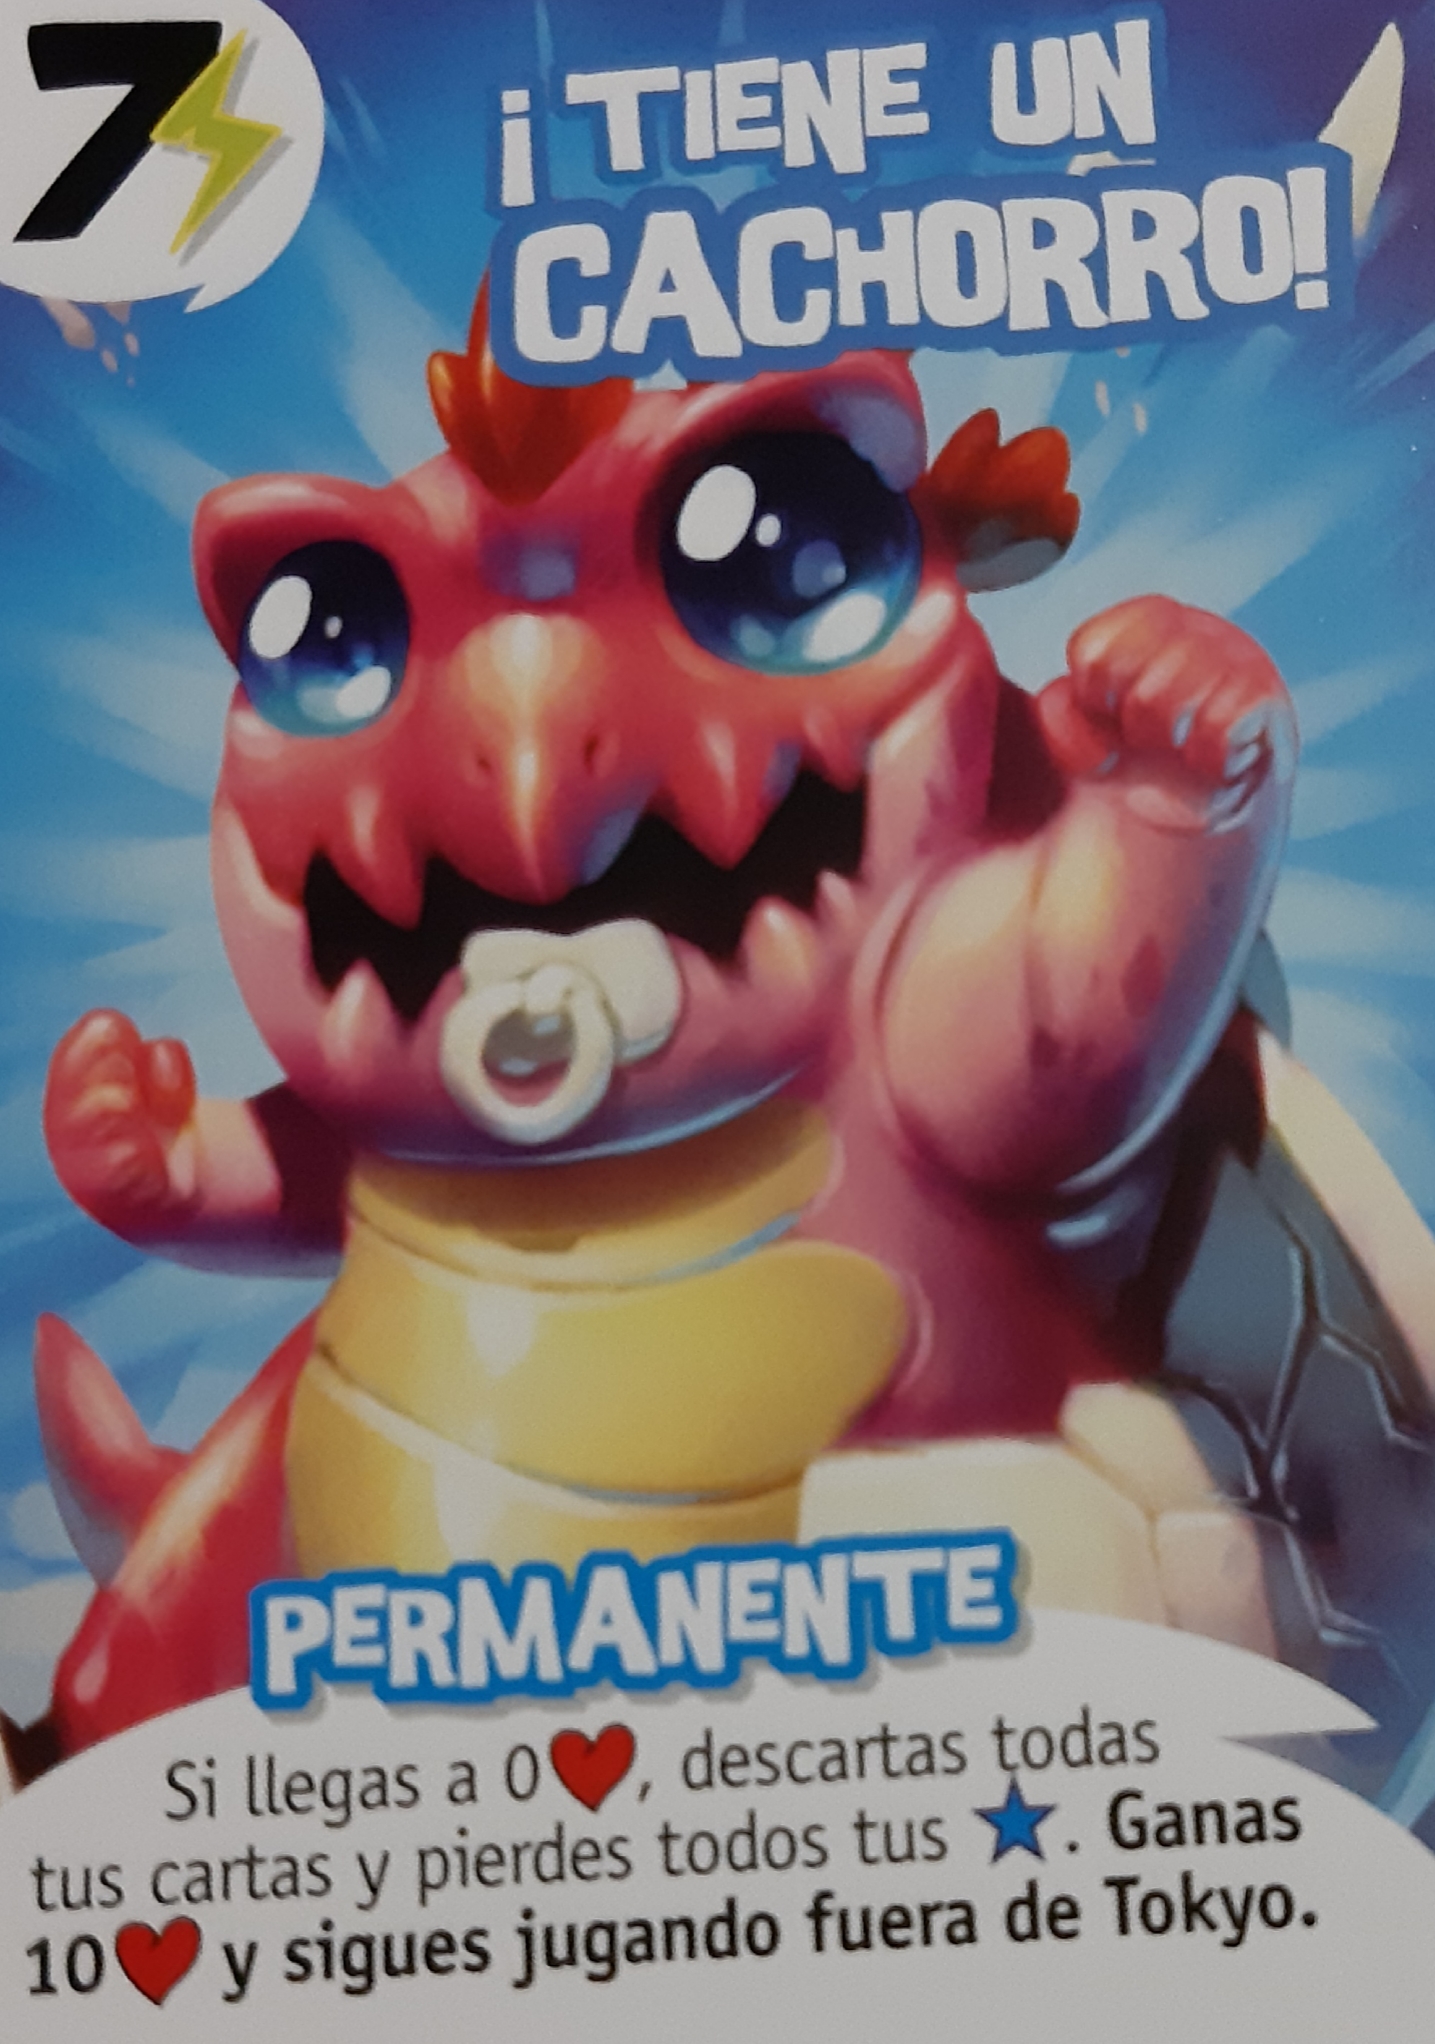 7
¡TIENE UN
CACHORRO!
PERMANENTE
Si llegas a 0, descartas todas
tus cartas y pierdes todos tus . Ganas
10 y sigues jugando fuera de Tokyo.